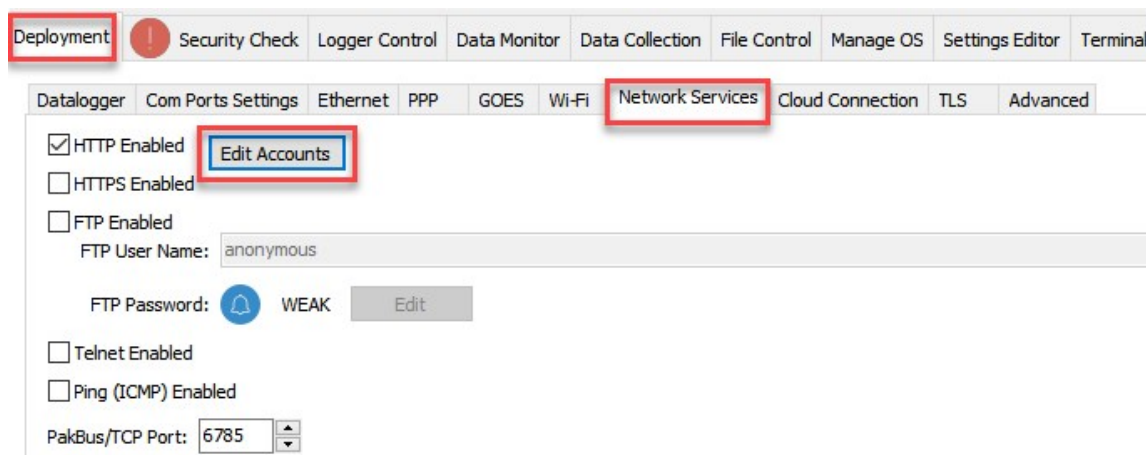 Deployment ! Security Check Logger Control Data Monitor Data Collection File Control Manage OS Settings Editor Terminal
Datalogger Com Ports Settings Ethernet PPP GOES Wi-Fi Network Services Cloud Connection TLS Advanced
HTTP Enabled Edit Accounts
HTTPS Enabled
FTP Enabled
FTP User Name: anonymous
FTP Password: WEAK Edit
Telnet Enabled
Ping (ICMP) Enabled
PakBus/TCP Port: 6785